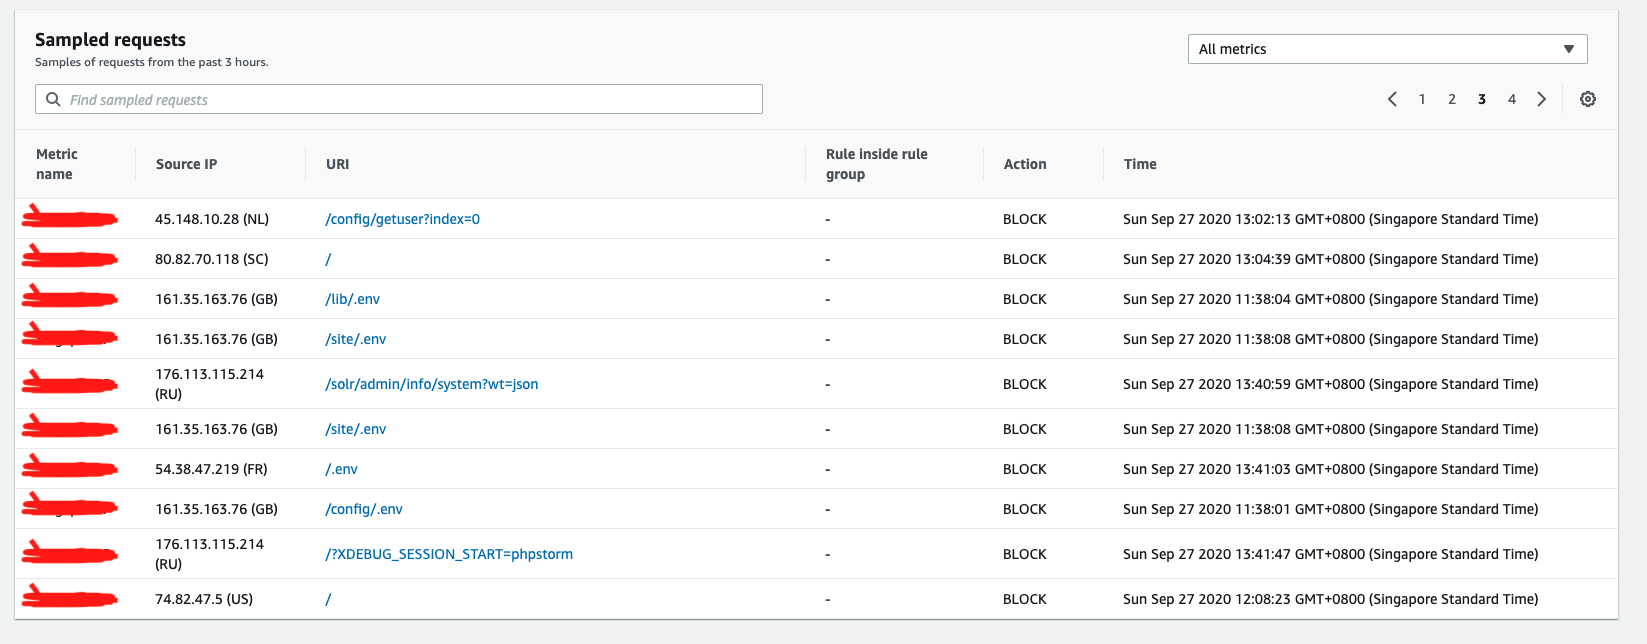 Sampled requests
Samples of requests from the past 3 hours.
All metrics
Find sampled requests
1 2 3 4
Metric name Source IP URI Rule inside rule group Action Time
45.148.10.28 (NL) /config/getuser?index=0 - BLOCK Sun Sep 27 2020 13:02:13 GMT+0800 (Singapore Standard Time)
80.82.70.118 (SC) / - BLOCK Sun Sep 27 2020 13:04:39 GMT+0800 (Singapore Standard Time)
161.35.163.76 (GB) /lib/.env - BLOCK Sun Sep 27 2020 11:38:04 GMT+0800 (Singapore Standard Time)
161.35.163.76 (GB) /site/.env - BLOCK Sun Sep 27 2020 11:38:08 GMT+0800 (Singapore Standard Time)
176.113.115.214 (RU) /solr/admin/info/system?wt=json - BLOCK Sun Sep 27 2020 13:40:59 GMT+0800 (Singapore Standard Time)
161.35.163.76 (GB) /site/.env - BLOCK Sun Sep 27 2020 11:38:08 GMT+0800 (Singapore Standard Time)
54.38.47.219 (FR) /.env - BLOCK Sun Sep 27 2020 13:41:03 GMT+0800 (Singapore Standard Time)
161.35.163.76 (GB) /config/.env - BLOCK Sun Sep 27 2020 11:38:01 GMT+0800 (Singapore Standard Time)
176.113.115.214 (RU) /?XDEBUG_SESSION_START=phpstorm - BLOCK Sun Sep 27 2020 13:41:47 GMT+0800 (Singapore Standard Time)
74.82.47.5 (US) / - BLOCK Sun Sep 27 2020 12:08:23 GMT+0800 (Singapore Standard Time)